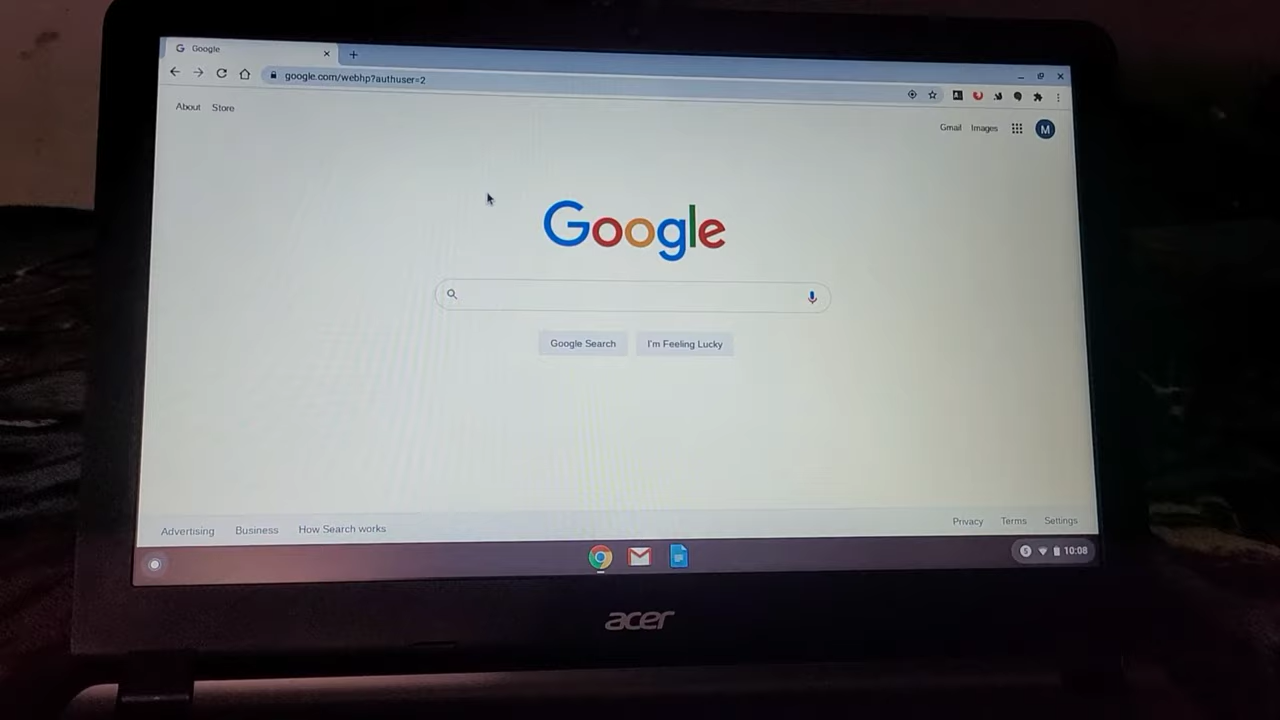 Google
google.com/webhp?authuser=2
About Store
Gmail Images M
Google
Google Search I'm Feeling Lucky
Advertising Business How Search works
Privacy Terms Settings
10:08
acer